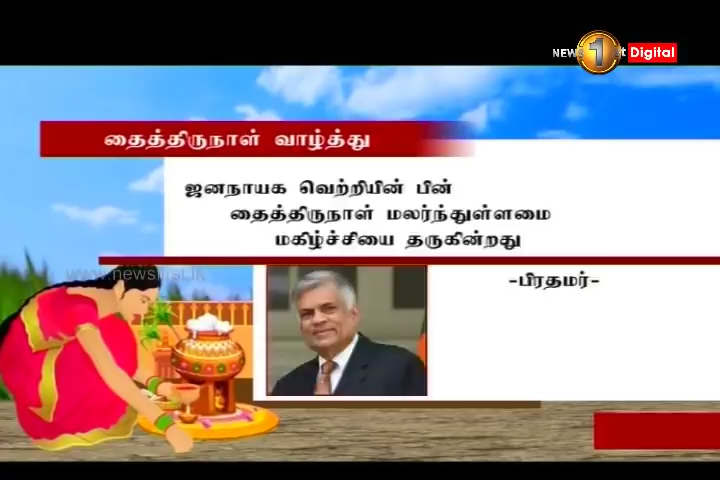 NEWS 1st Digital
தைத்திருநாள் வாழ்த்து
ஜனநாயக வெற்றியின் பின்
தைத்திருநாள் மலர்ந்துள்ளமை
மகிழ்ச்சியை தருகின்றது
www.newsfirst.lk
-பிரதமர்-